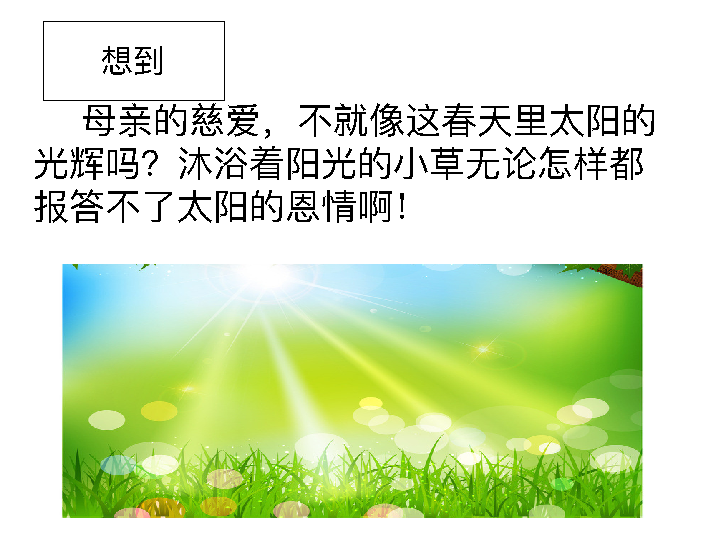 想到
母亲的慈爱，不就像这春天里太阳的
光辉吗？沐浴着阳光的小草无论怎样都
报答不了太阳的恩情啊！